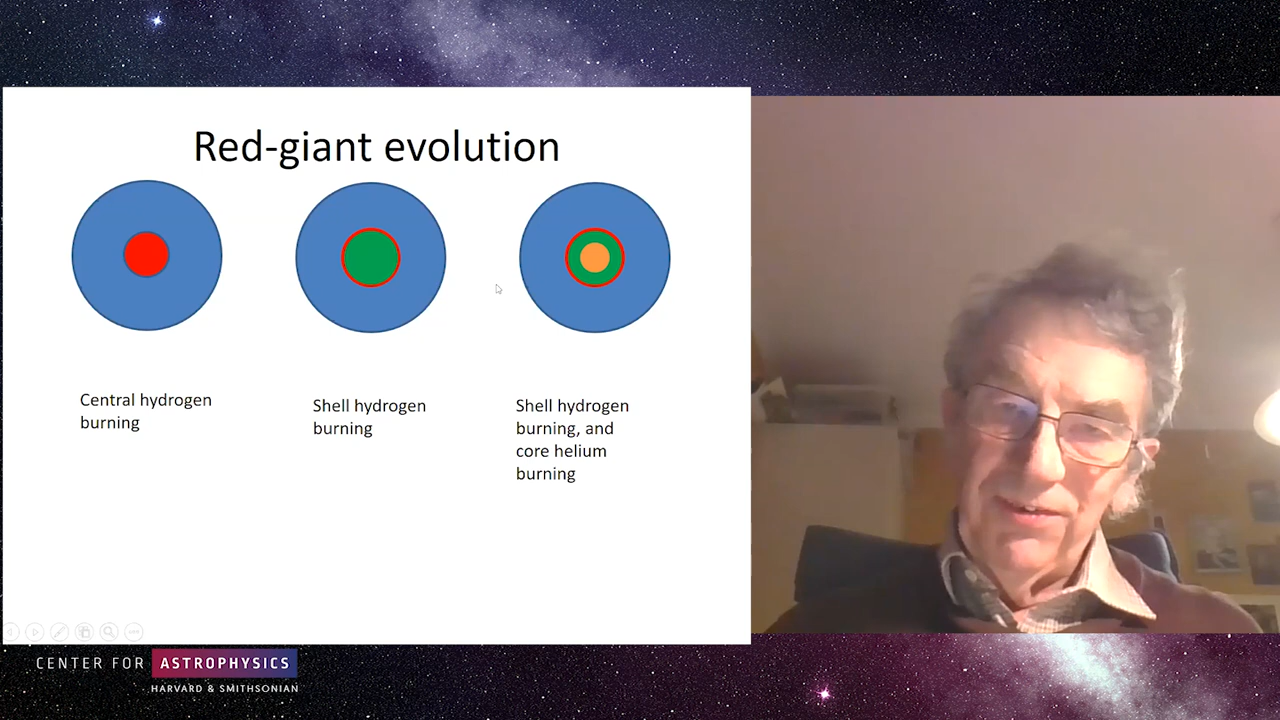 Red-giant evolution
Central hydrogen
burning
Shell hydrogen
burning
Shell hydrogen
burning, and
core helium
burning
CENTER FOR ASTROPHYSICS
HARVARD & SMITHSONIAN